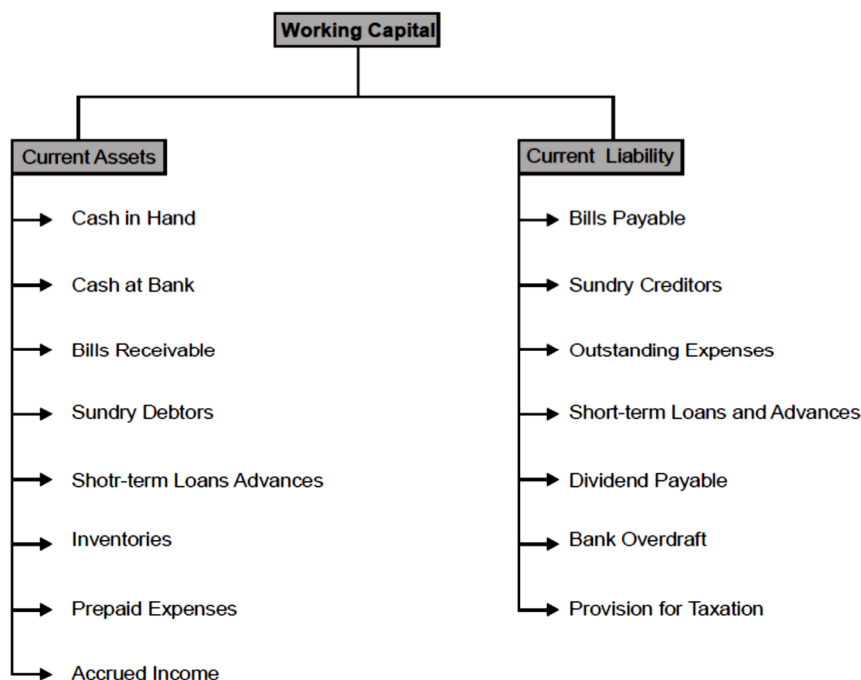 Working Capital
Current Assets
Cash in Hand
Cash at Bank
Bills Receivable
Sundry Debtors
Shotr-term Loans Advances
Inventories
Prepaid Expenses
Accrued Income
Current Liability
Bills Payable
Sundry Creditors
Outstanding Expenses
Short-term Loans and Advances
Dividend Payable
Bank Overdraft
Provision for Taxation